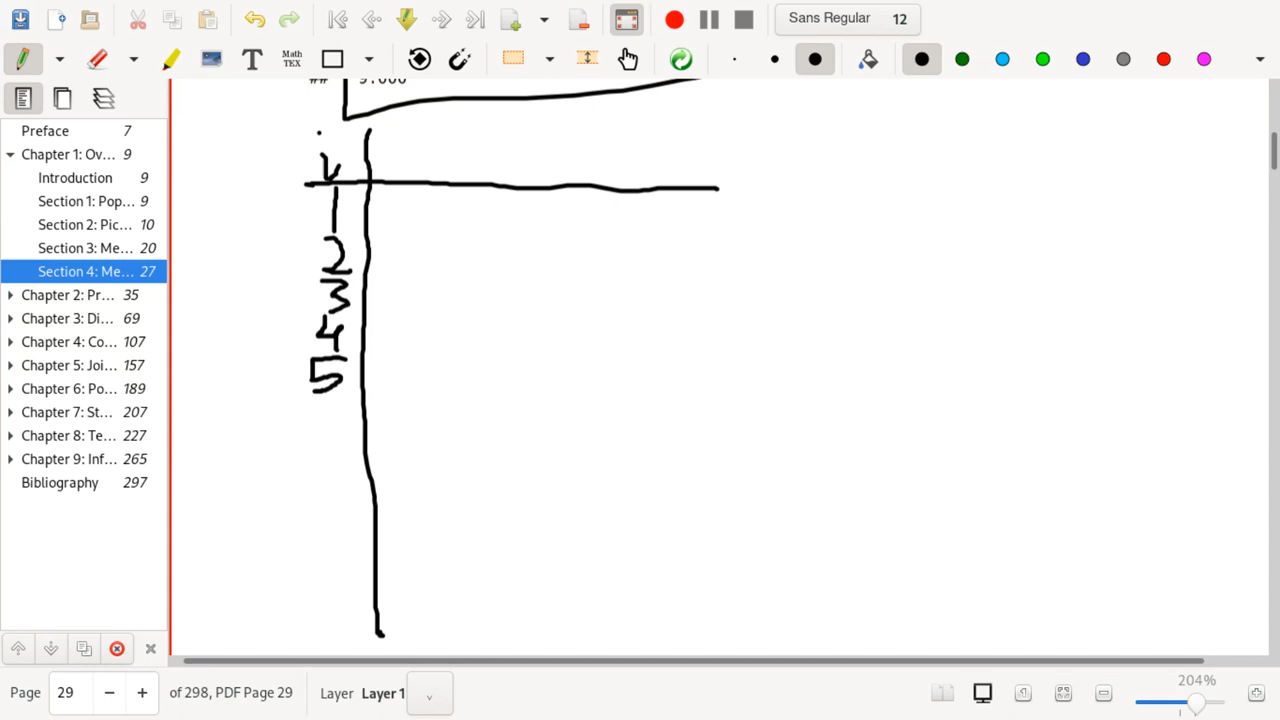 Sans Regular 12
Math
TEX
## 9.000
Preface 7
Chapter 1: Ov... 9
Introduction 9
Section 1: Pop... 9
Section 2: Pic... 10
Section 3: Me... 20
Section 4: Me... 27
Chapter 2: Pr... 35
Chapter 3: Di... 69
Chapter 4: Co... 107
Chapter 5: Joi... 157
Chapter 6: Po... 189
Chapter 7: St... 207
Chapter 8: Te... 227
Chapter 9: Inf... 265
Bibliography 297
i
1
2
3
4
5
Page 29 of 298, PDF Page 29 Layer Layer 1 204%